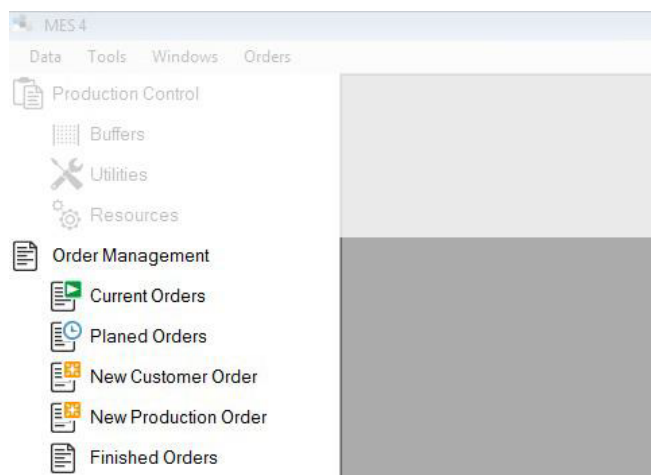 MES 4
Data Tools Windows Orders
Production Control
Buffers
Utilities
Resources
Order Management
Current Orders
Planed Orders
New Customer Order
New Production Order
Finished Orders